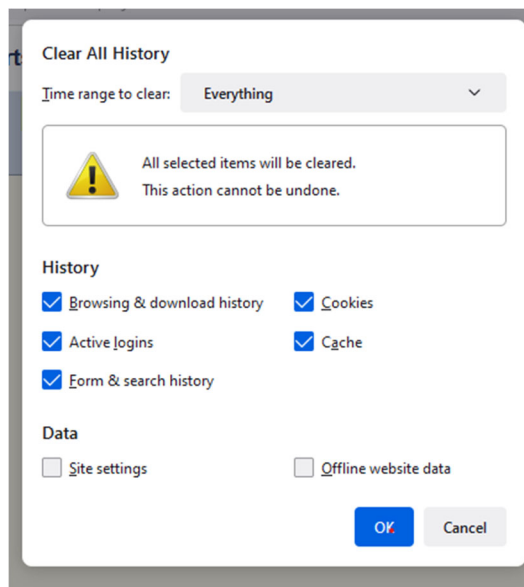 rt
Clear All History
Time range to clear: Everything
All selected items will be cleared.
This action cannot be undone.
History
Browsing & download history Cookies
Active logins Cache
Form & search history
Data
Site settings Offline website data
OK Cancel